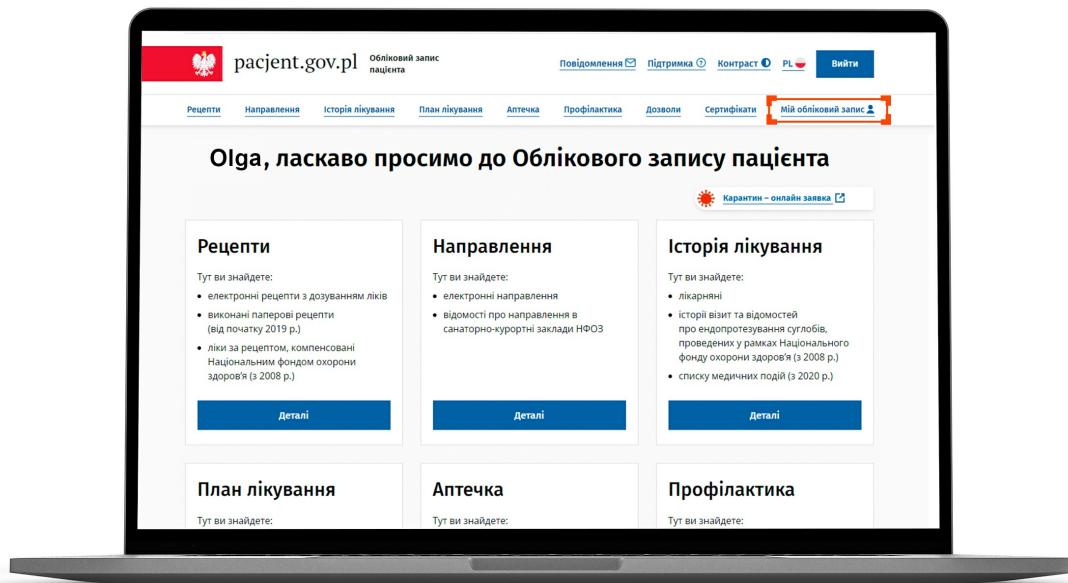 pacjent.gov.pl Обліковий запис
пацієнта
Повідомлення Підтримка Контраст PL Вийти
Рецепти Направлення Історія лікування План лікування Аптечка Профілактика Дозволи Сертифікати Мій обліковий запис
Olga, ласкаво просимо до Облікового запису пацієнта
Карантин – онлайн заявка
Рецепти
Тут ви знайдете:
• електронні рецепти з дозуванням ліків
• виконані паперові рецепти
(від початку 2019 р.)
• ліки за рецептом, компенсовані
Національним фондом охорони
здоров'я (з 2008 р.)
Деталі
Направлення
Тут ви знайдете:
• електронні направлення
• відомості про направлення в
санаторно-курортні заклади НФОЗ
Деталі
Історія лікування
Тут ви знайдете:
• лікарняні
• історії візит та відомостей
про ендопротезування суглобів,
проведених у рамках Національного
фонду охорони здоров'я (з 2008 р.)
• списку медичних подій (з 2020 р.)
Деталі
План лікування
Тут ви знайдете:
Аптечка
Тут ви знайдете:
Профілактика
Тут ви знайдете: